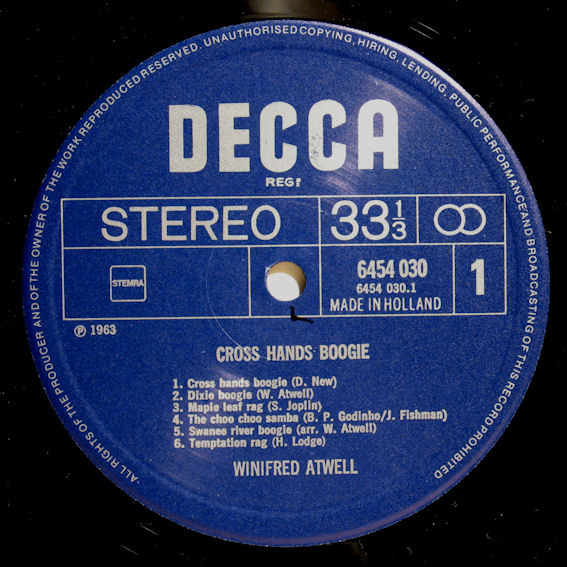 ALL RIGHTS OF THE PRODUCER AND OF THE OWNER OF THE WORK REPRODUCED RESERVED. UNAUTHORISED COPYING, HIRING, LENDING, PUBLIC PERFORMANCE AND BROADCASTING OF THIS RECORD PROHIBITED
DECCA
REGD
STEREO 33 1/3
STEMRA
6454 030
6454 030.1
MADE IN HOLLAND
1
℗ 1963
CROSS HANDS BOOGIE
1. Cross hands boogie (D. New)
2. Dixie boogie (W. Atwell)
3. Maple leaf rag (S. Joplin)
4. The choo choo samba (B. P. Godinho/J. Fishman)
5. Swanee river boogie (arr. W. Atwell)
6. Temptation rag (H. Lodge)
WINIFRED ATWELL